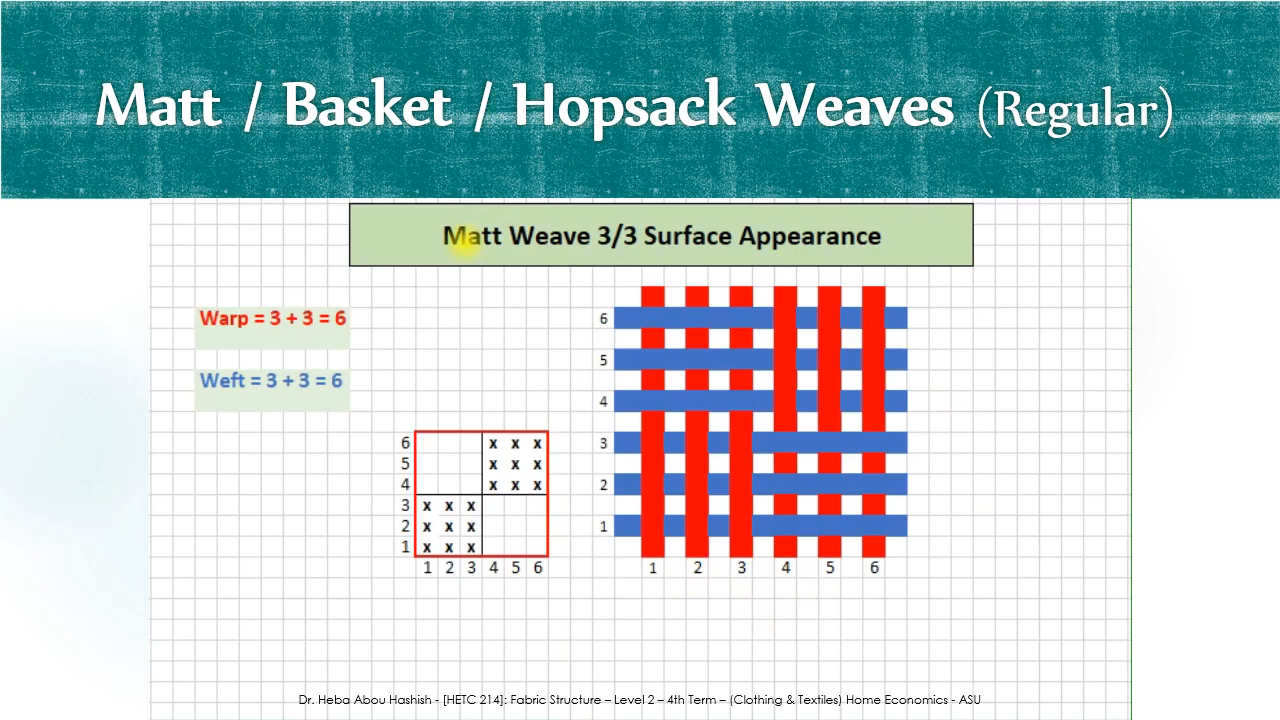 Matt / Basket / Hopsack Weaves (Regular)
Matt Weave 3/3 Surface Appearance
Warp = 3 + 3 = 6
Weft = 3 + 3 = 6
6 x x x
5 x x x
4 x x x
3 x x x
2 x x x
1 x x x
1 2 3 4 5 6
6
5
4
3
2
1
1 2 3 4 5 6
Dr. Heba Abou Hashish - [HETC 214]: Fabric Structure – Level 2 – 4th Term – (Clothing & Textiles) Home Economics - ASU